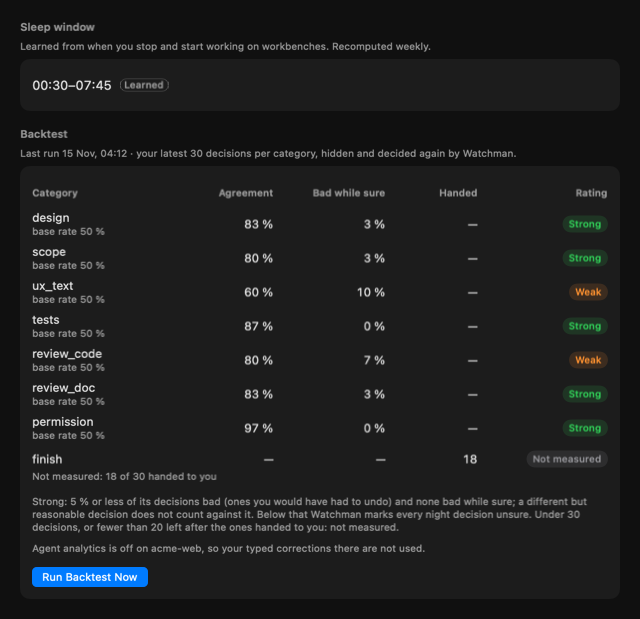 Sleep window
Learned from when you stop and start working on workbenches. Recomputed weekly.
00:30–07:45 Learned
Backtest
Last run 15 Nov, 04:12 · your latest 30 decisions per category, hidden and decided again by Watchman.
Category Agreement Bad while sure Handed Rating
design 83 % 3 % — Strong
base rate 50 %
scope 80 % 3 % — Strong
base rate 50 %
ux_text 60 % 10 % — Weak
base rate 50 %
tests 87 % 0 % — Strong
base rate 50 %
review_code 80 % 7 % — Weak
base rate 50 %
review_doc 83 % 3 % — Strong
base rate 50 %
permission 97 % 0 % — Strong
base rate 50 %
finish — — 18 Not measured
Not measured: 18 of 30 handed to you
Strong: 5 % or less of its decisions bad (ones you would have had to undo) and none bad while sure; a different but
reasonable decision does not count against it. Below that Watchman marks every night decision unsure. Under 30
decisions, or fewer than 20 left after the ones handed to you: not measured.
Agent analytics is off on acme-web, so your typed corrections there are not used.
Run Backtest Now